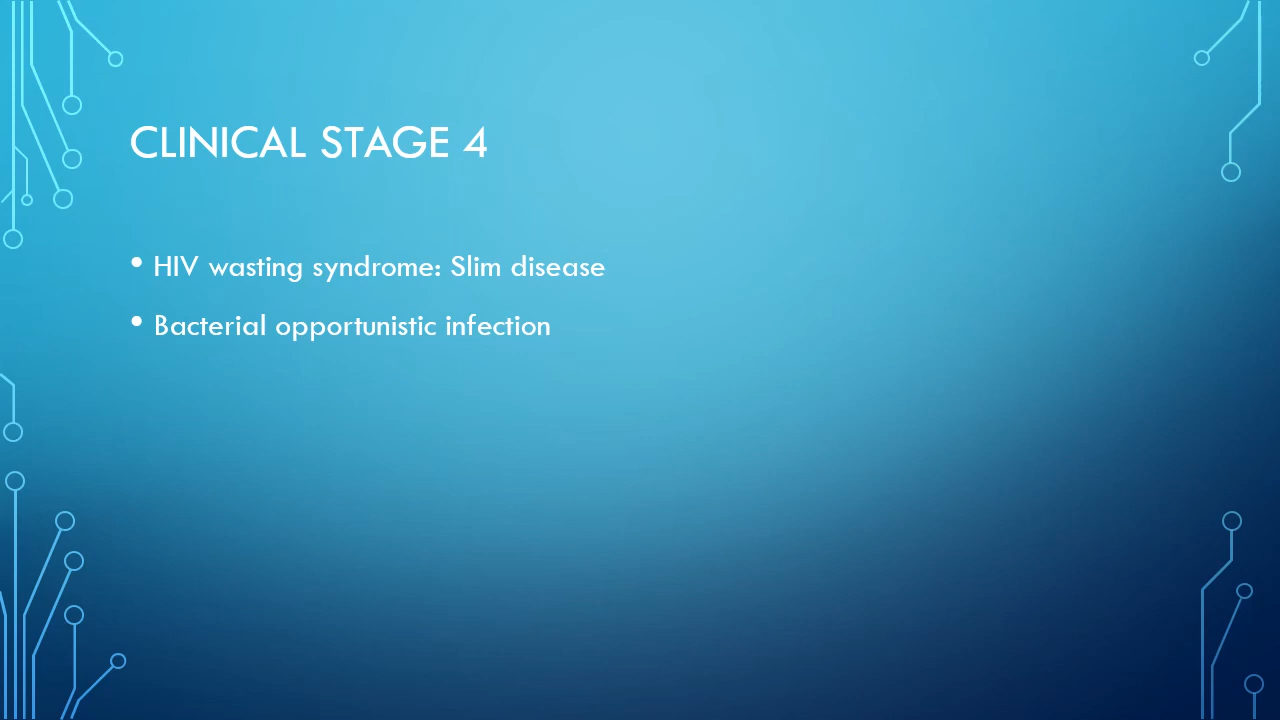 CLINICAL STAGE 4
• HIV wasting syndrome: Slim disease
• Bacterial opportunistic infection